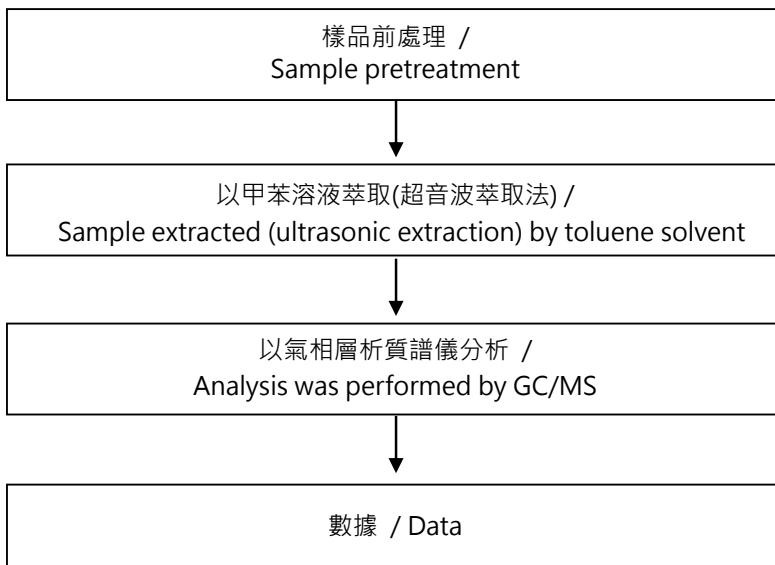 樣品前處理 /
Sample pretreatment
以甲苯溶液萃取(超音波萃取法) /
Sample extracted (ultrasonic extraction) by toluene solvent
以氣相層析質譜儀分析 /
Analysis was performed by GC/MS
數據 / Data